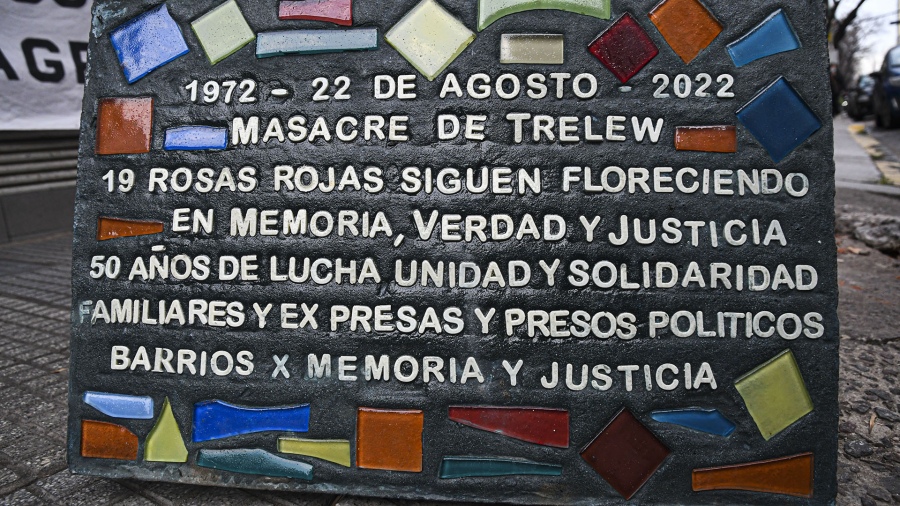 AGR
1972 - 22 DE AGOSTO - 2022
MASACRE DE TRELEW
19 ROSAS ROJAS SIGUEN FLORECIENDO
EN MEMORIA, VERDAD Y JUSTICIA
50 AÑOS DE LUCHA, UNIDAD Y SOLIDARIDAD
FAMILIARES Y EX PRESAS Y PRESOS POLITICOS
BARRIOS X MEMORIA Y JUSTICIA